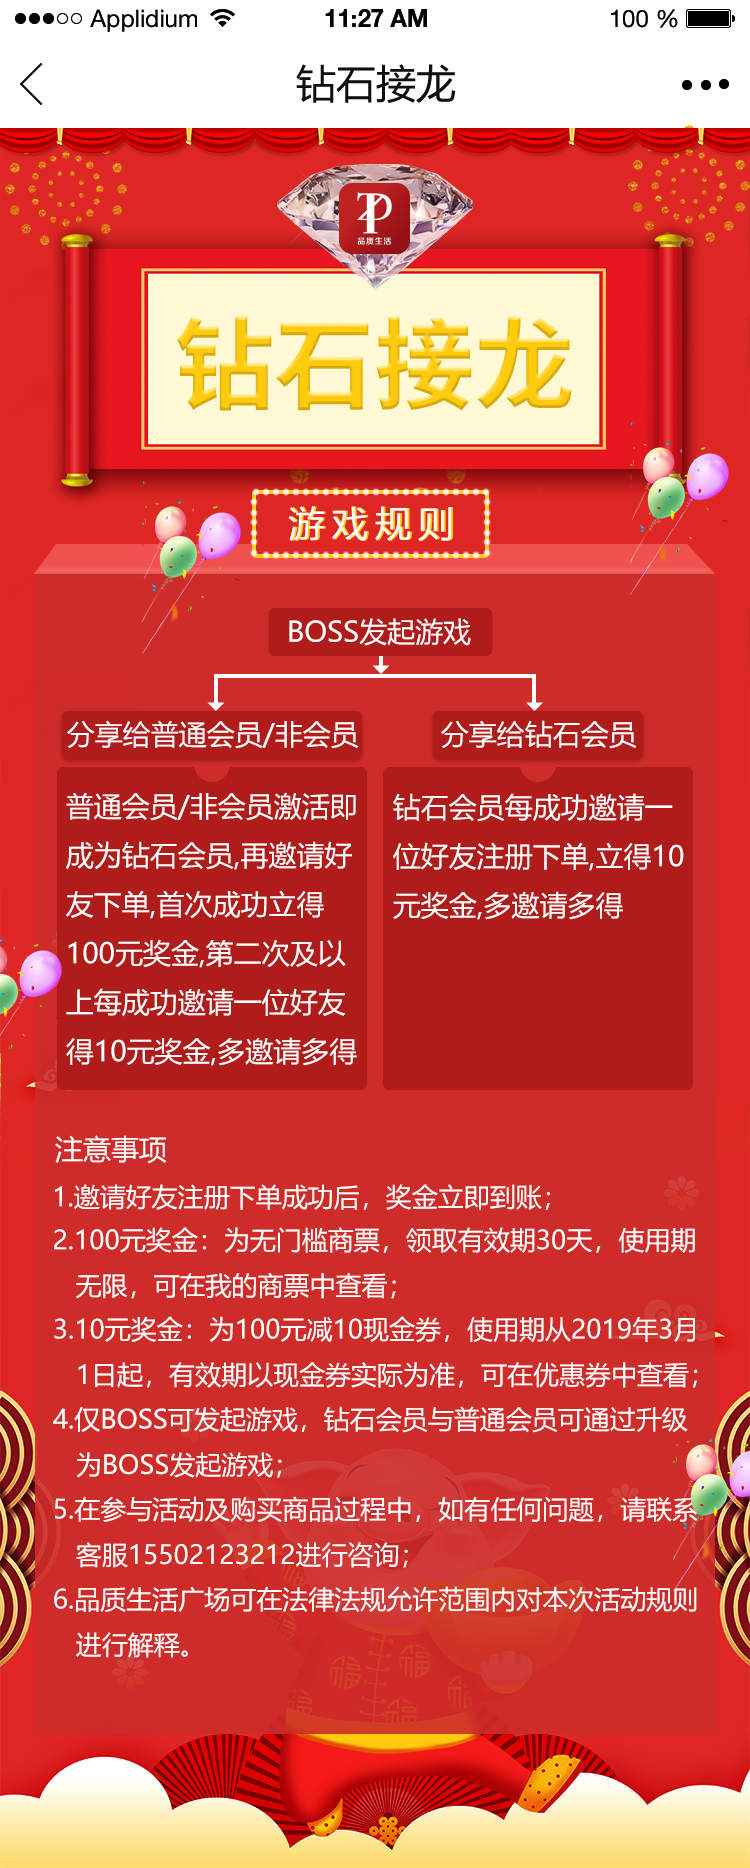 Applidium 11:27 AM 100 %
钻石接龙
品质生活
钻石接龙
游戏规则
BOSS发起游戏
分享给普通会员/非会员
分享给钻石会员
普通会员/非会员激活即
成为钻石会员,再邀请好
友下单,首次成功立得
100元奖金,第二次及以
上每成功邀请一位好友
得10元奖金,多邀请多得
钻石会员每成功邀请一
位好友注册下单,立得10
元奖金,多邀请多得
注意事项
1.邀请好友注册下单成功后，奖金立即到账；
2.100元奖金：为无门槛商票，领取有效期30天，使用期
无限，可在我的商票中查看；
3.10元奖金：为100元减10现金券，使用期从2019年3月
1日起，有效期以现金券实际为准，可在优惠券中查看；
4.仅BOSS可发起游戏，钻石会员与普通会员可通过升级
为BOSS发起游戏；
5.在参与活动及购买商品过程中，如有任何问题，请联系
客服15502123212进行咨询；
6.品质生活广场可在法律法规允许范围内对本次活动规则
进行解释。